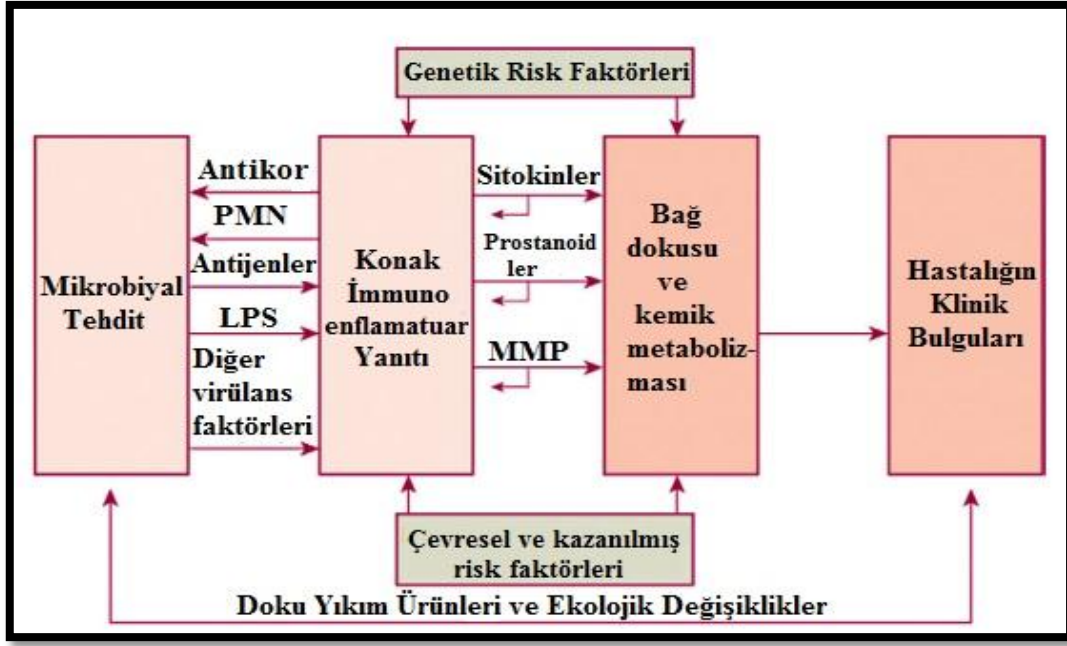 Genetik Risk Faktörleri
Mikrobiyal
Tehdit
Antikor
PMN
Antijenler
LPS
Diğer
virülans
faktörleri
Konak
İmmuno
enflamatuar
Yanıtı
Sitokinler
Prostanoid
ler
MMP
Bağ
dokusu
ve
kemik
metaboliz-
ması
Hastalığın
Klinik
Bulguları
Çevresel ve kazanılmış
risk faktörleri
Doku Yıkım Ürünleri ve Ekolojik Değişiklikler